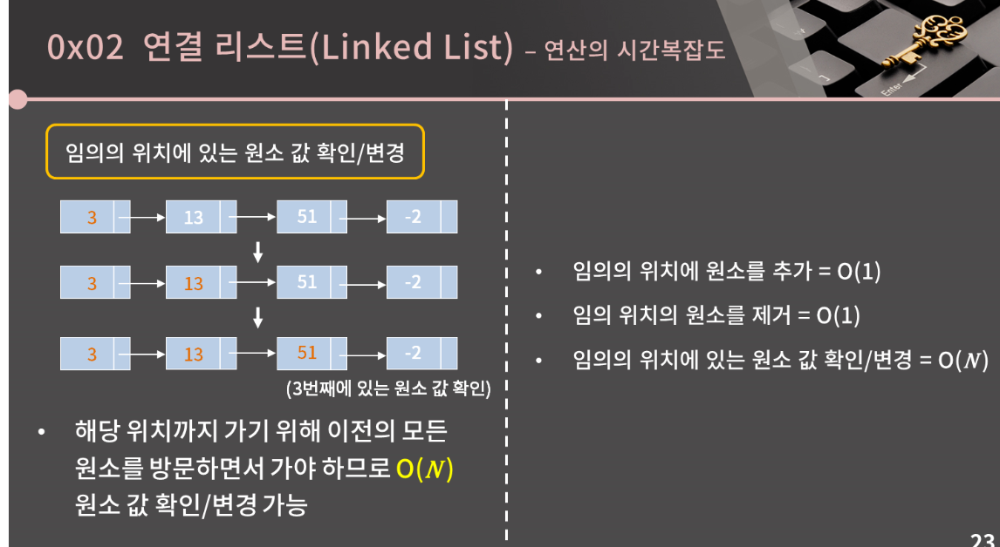 0x02 연결 리스트(Linked List) – 연산의 시간복잡도
Enter
임의의 위치에 있는 원소 값 확인/변경
3 13 51 -2
3 13 51 -2
3 13 51 -2
(3번째에 있는 원소 값 확인)
• 해당 위치까지 가기 위해 이전의 모든
원소를 방문하면서 가야 하므로 O(N)
원소 값 확인/변경 가능
• 임의의 위치에 원소를 추가 = O(1)
• 임의 위치의 원소를 제거 = O(1)
• 임의의 위치에 있는 원소 값 확인/변경 = O(N)
23